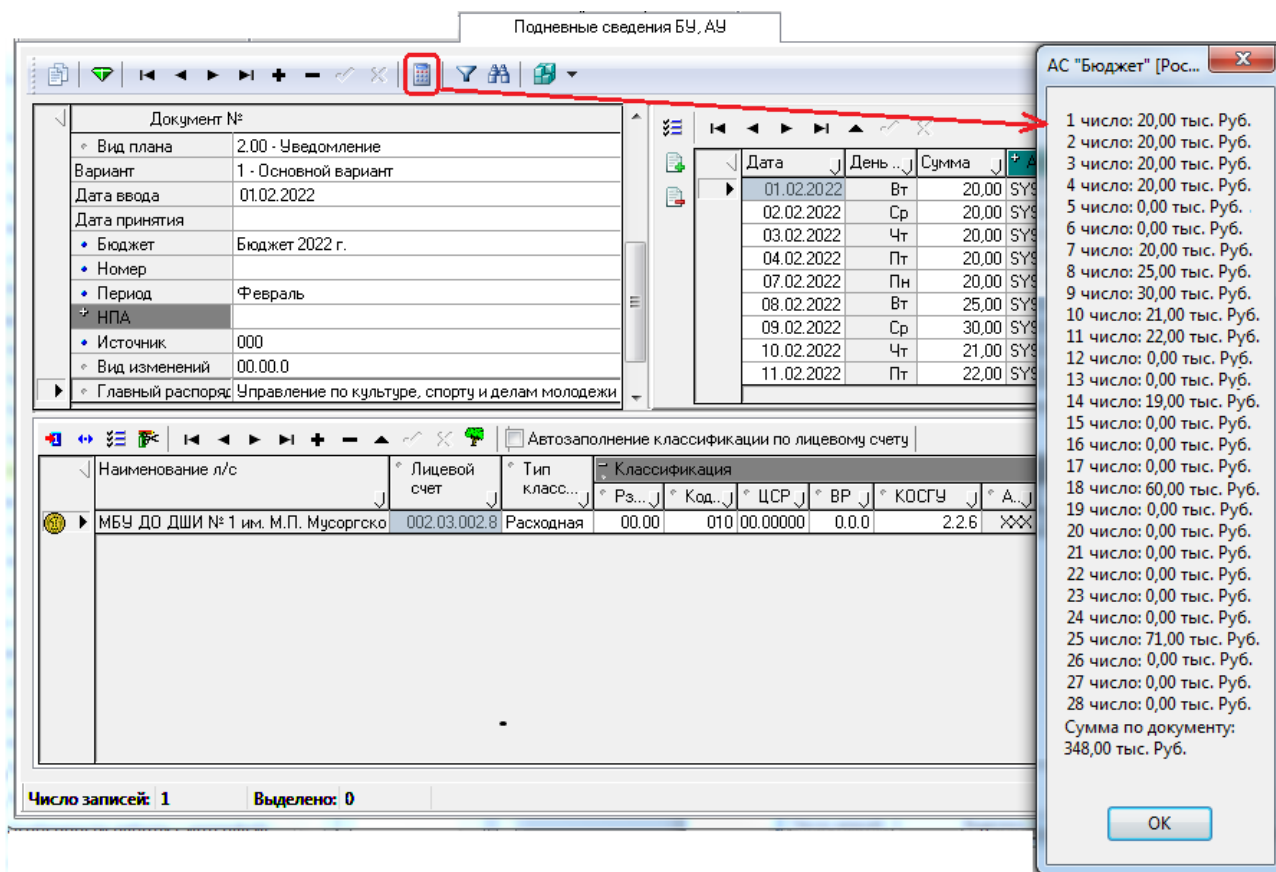 Подневные сведения БУ, АУ
АС "Бюджет" [Рос...
Документ №
Вид плана 2.00 - Уведомление
Вариант 1 - Основной вариант
Дата ввода 01.02.2022
Дата принятия
Бюджет Бюджет 2022 г.
Номер
Период Февраль
НПА
Источник 000
Вид изменений 00.00.0
Главный распоряд Управление по культуре, спорту и делам молодежи
Дата День ... Сумма
01.02.2022 Вт 20,00 SYS
02.02.2022 Ср 20,00 SYS
03.02.2022 Чт 20,00 SYS
04.02.2022 Пт 20,00 SYS
07.02.2022 Пн 20,00 SYS
08.02.2022 Вт 25,00 SYS
09.02.2022 Ср 30,00 SYS
10.02.2022 Чт 21,00 SYS
11.02.2022 Пт 22,00 SYS
Автозаполнение классификации по лицевому счету
Наименование л/с Лицевой счет Тип класс... Классификация
Рз... Код... ЦСР ВР КОСГУ А...
МБУ ДО ДШИ № 1 им. М.П. Мусоргско 002.03.002.8 Расходная 00.00 010 00.00000 0.0.0 2.2.6 XXX
Число записей: 1 Выделено: 0
1 число: 20,00 тыс. Руб.
2 число: 20,00 тыс. Руб.
3 число: 20,00 тыс. Руб.
4 число: 20,00 тыс. Руб.
5 число: 0,00 тыс. Руб.
6 число: 0,00 тыс. Руб.
7 число: 20,00 тыс. Руб.
8 число: 25,00 тыс. Руб.
9 число: 30,00 тыс. Руб.
10 число: 21,00 тыс. Руб.
11 число: 22,00 тыс. Руб.
12 число: 0,00 тыс. Руб.
13 число: 0,00 тыс. Руб.
14 число: 19,00 тыс. Руб.
15 число: 0,00 тыс. Руб.
16 число: 0,00 тыс. Руб.
17 число: 0,00 тыс. Руб.
18 число: 60,00 тыс. Руб.
19 число: 0,00 тыс. Руб.
20 число: 0,00 тыс. Руб.
21 число: 0,00 тыс. Руб.
22 число: 0,00 тыс. Руб.
23 число: 0,00 тыс. Руб.
24 число: 0,00 тыс. Руб.
25 число: 71,00 тыс. Руб.
26 число: 0,00 тыс. Руб.
27 число: 0,00 тыс. Руб.
28 число: 0,00 тыс. Руб.
Сумма по документу:
348,00 тыс. Руб.
OK